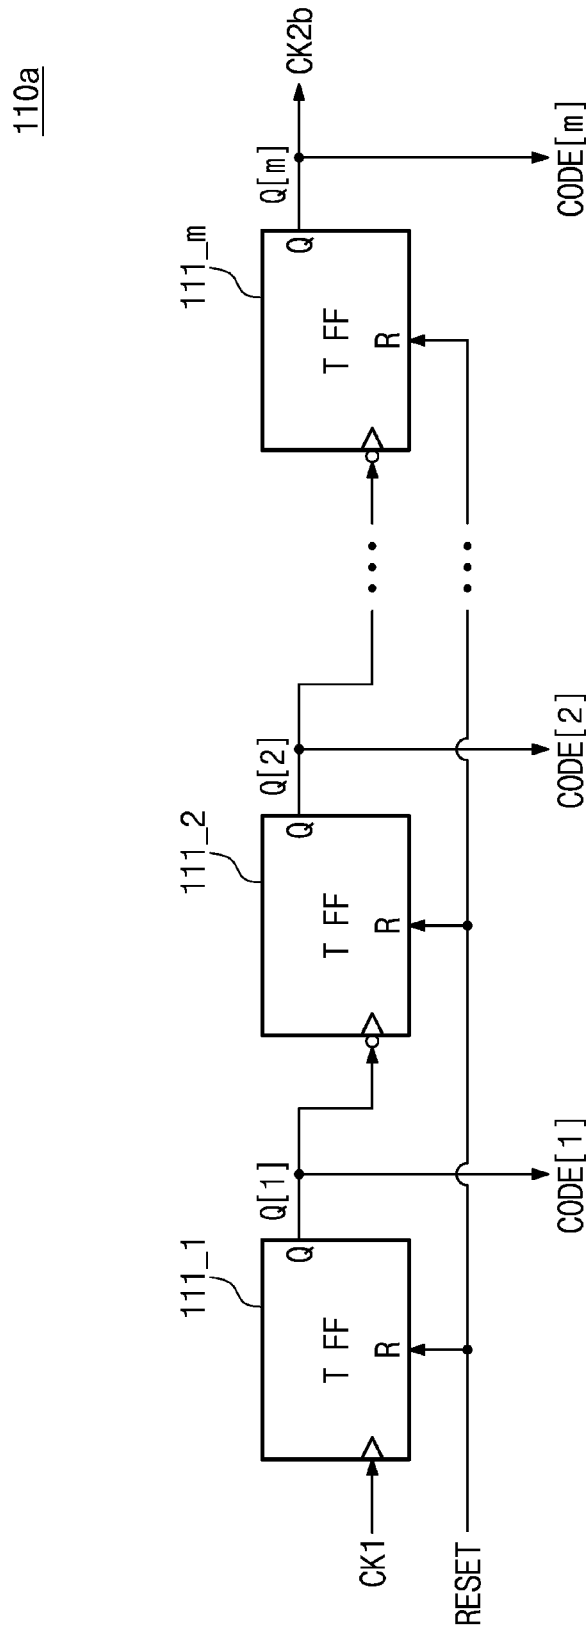 110a
111_1
111_2
111_m
Q[1]
Q[2]
Q[m]
Q
Q
Q
CK2b
T FF
T FF
T FF
R
R
R
CK1
RESET
CODE[1]
CODE[2]
CODE[m]